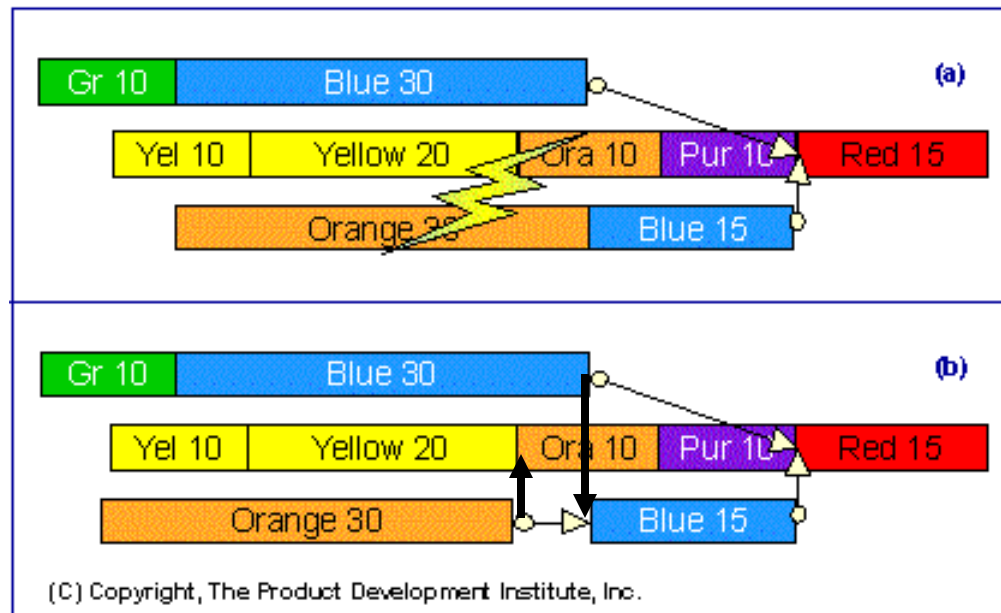 (a)
Gr 10 Blue 30
Yel 10 Yellow 20 Ora 10 Pur 10 Red 15
Orange 30 Blue 15
(b)
Gr 10 Blue 30
Yel 10 Yellow 20 Ora 10 Pur 10 Red 15
Orange 30 Blue 15
(C) Copyright, The Product Development Institute, Inc.